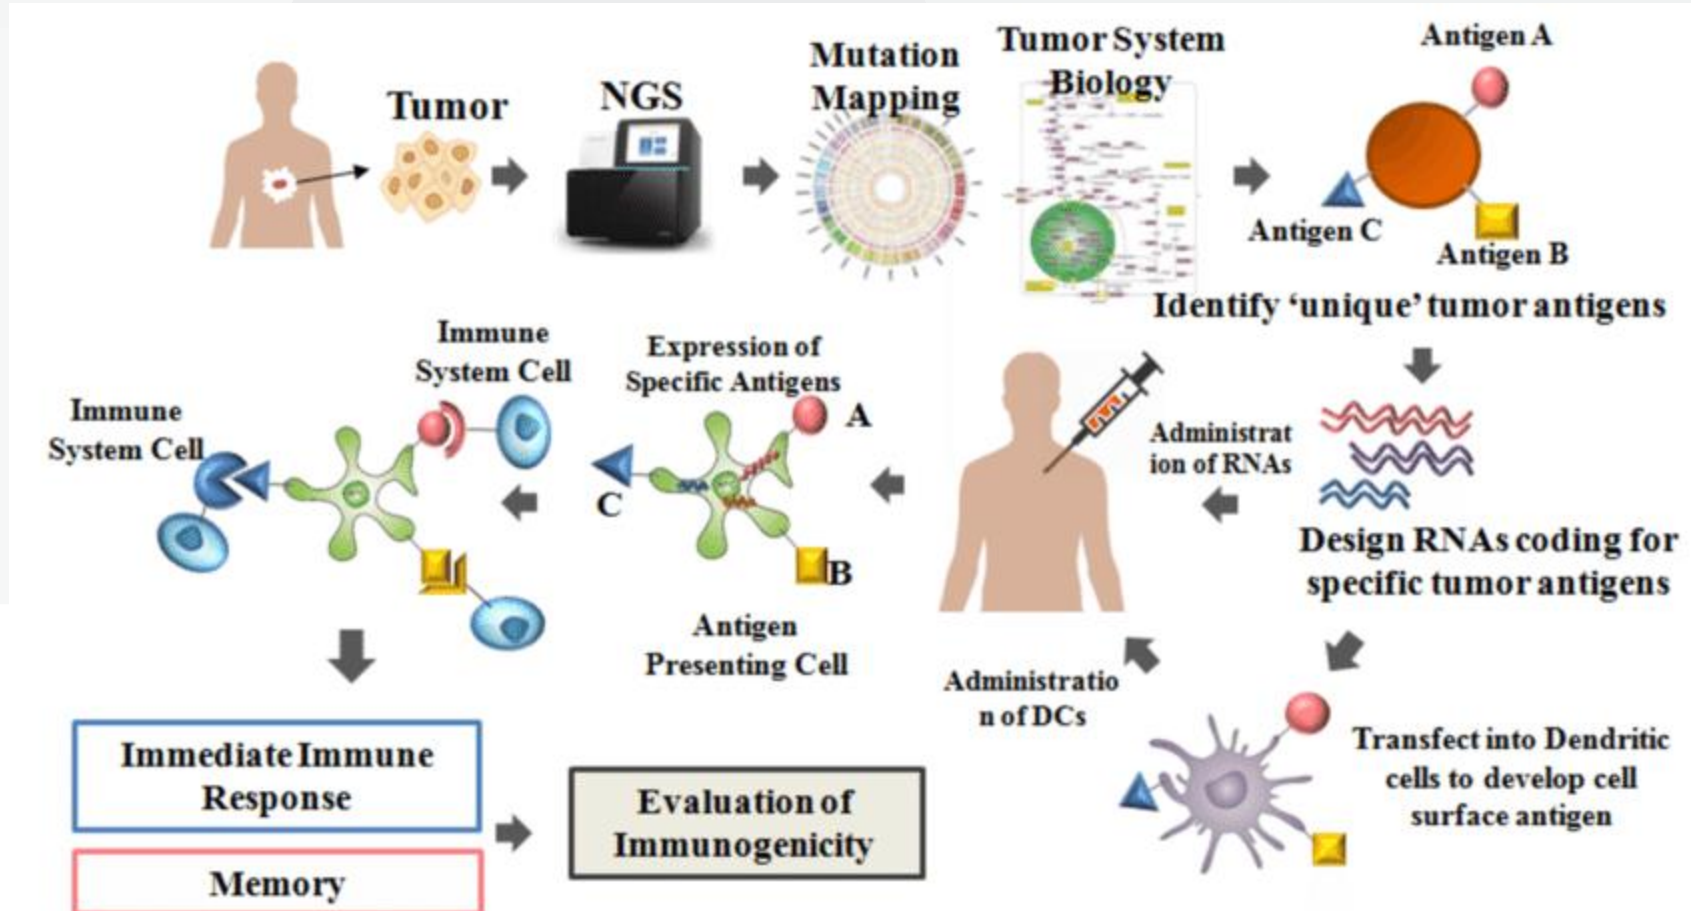 Tumor
NGS
Mutation
Mapping
Tumor System
Biology
Antigen A
Antigen C
Antigen B
Identify ‘unique’ tumor antigens
Immune
System Cell
Immune
System Cell
Expression of
Specific Antigens
A
C
B
Antigen
Presenting Cell
Administrat
ion of RNAs
Design RNAs coding for
specific tumor antigens
Administratio
n of DCs
Transfect into Dendritic
cells to develop cell
surface antigen
Immediate Immune
Response
Memory
Evaluation of
Immunogenicity